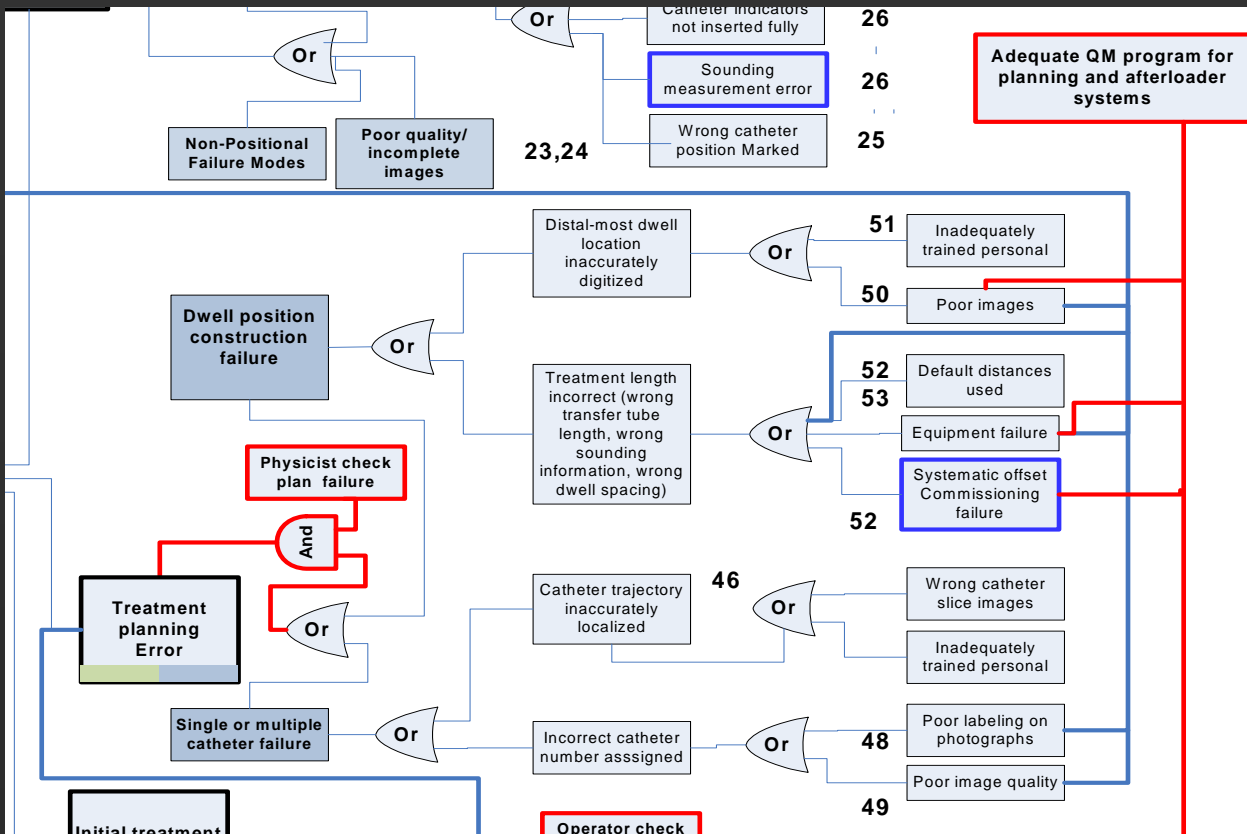 Or
Catheter indicators
not inserted fully
26
Or
Sounding
measurement error
26
Adequate QM program for
planning and afterloader
systems
Non-Positional
Failure Modes
Poor quality/
incomplete
images
23,24
Wrong catheter
position Marked
25
Distal-most dwell
location
inaccurately
digitized
Or
51
Inadequately
trained personal
50
Poor images
Dwell position
construction
failure
Or
Treatment length
incorrect (wrong
transfer tube
length, wrong
sounding
information, wrong
dwell spacing)
Or
52
53
Default distances
used
Equipment failure
Systematic offset
Commissioning
failure
52
Physicist check
plan failure
And
Treatment
planning
Error
Or
Catheter trajectory
inaccurately
localized
46
Or
Wrong catheter
slice images
Inadequately
trained personal
Single or multiple
catheter failure
Or
Incorrect catheter
number asssigned
Or
48
Poor labeling on
photographs
Poor image quality
49
Initial treatment
Operator check